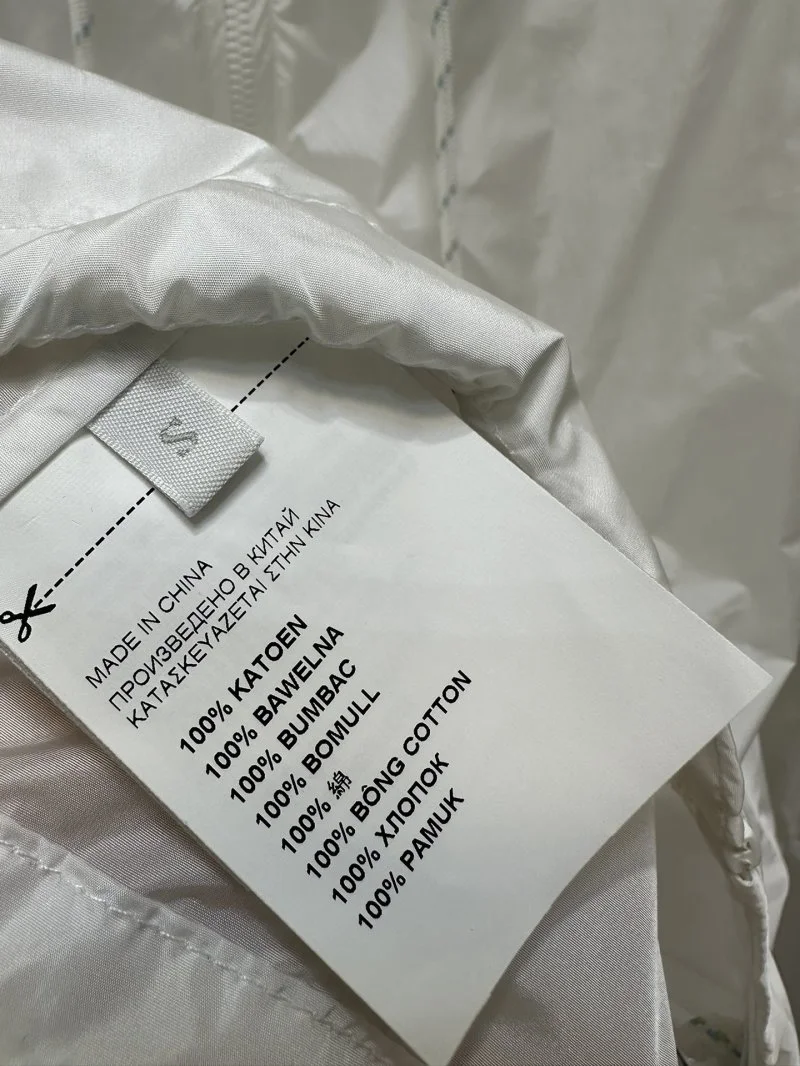 S
MADE IN CHINA
ПРОИЗВЕДЕНО В КИТАЙ
ΚΑΤΑΣΚΕΥΑΖΕΤΑΙ ΣΤΗΝ ΚΙΝΑ
100% KATOEN
100% BAWELNA
100% BUMBAC
100% BOMULL
100% 綿
100% BÔNG COTTON
100% ХЛОПОК
100% PAMUK